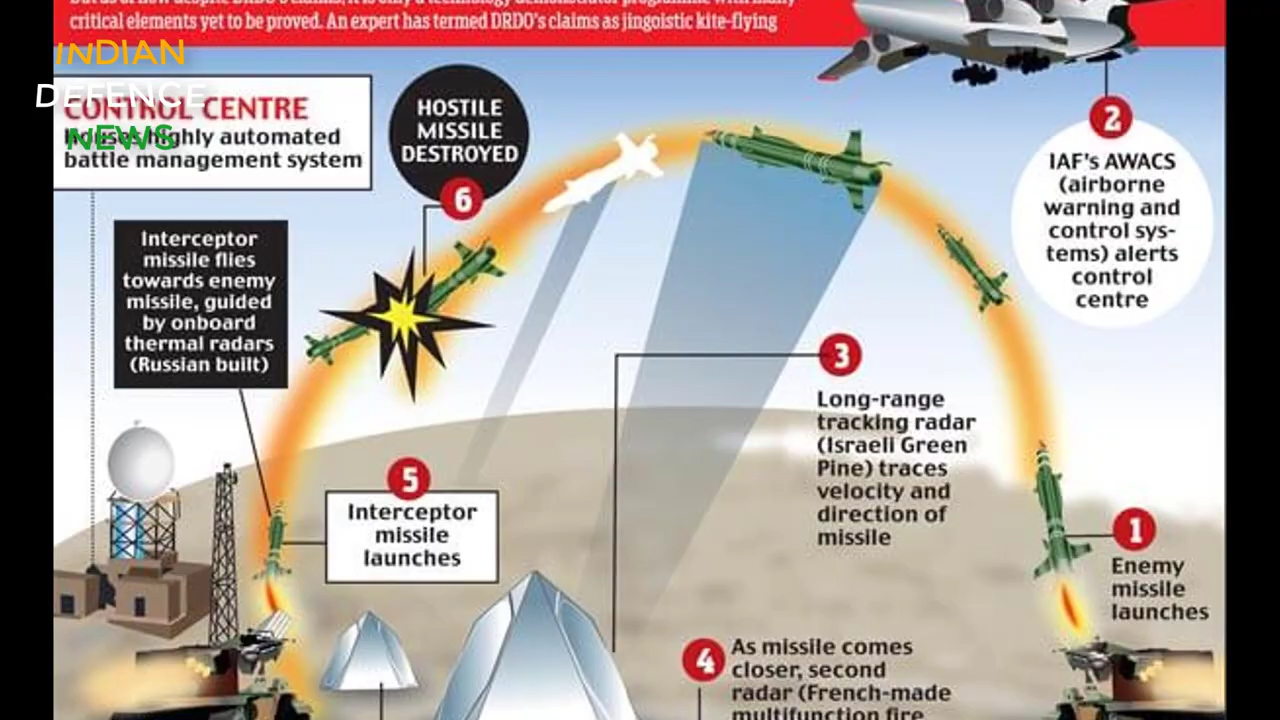 critical elements yet to be proved. An expert has termed DRDO's claims as jingoistic kite-flying
INDIAN
DEFENCE
NEWS
CONTROL CENTRE
Houses highly automated
battle management system
HOSTILE
MISSILE
DESTROYED
6
2
IAF's AWACS
(airborne
warning and
control sys-
tems) alerts
control
centre
Interceptor
missile flies
towards enemy
missile, guided
by onboard
thermal radars
(Russian built)
3
Long-range
tracking radar
(Israeli Green
Pine) traces
velocity and
direction of
missile
5
Interceptor
missile
launches
1
Enemy
missile
launches
4
As missile comes
closer, second
radar (French-made
multifunction fire